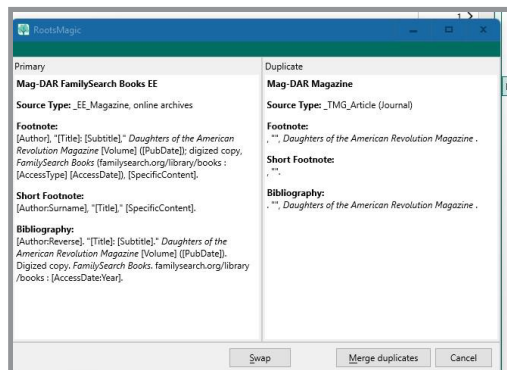 1
RootsMagic
Primary
Mag-DAR FamilySearch Books EE
Source Type: _EE_Magazine, online archives
Footnote:
[Author], "[Title]: [Subtitle]," Daughters of the American
Revolution Magazine [Volume] ([PubDate]); digized copy,
FamilySearch Books (familysearch.org/library/books :
[AccessType] [AccessDate]), [SpecificContent].
Short Footnote:
[Author:Surname], "[Title]," [SpecificContent].
Bibliography:
[Author:Reverse]. "[Title]: [Subtitle]." Daughters of the
American Revolution Magazine [Volume] ([PubDate]).
Digized copy. FamilySearch Books. familysearch.org/library
/books : [AccessDate:Year].
Duplicate
Mag-DAR Magazine
Source Type: _TMG_Article (Journal)
Footnote:
, "", Daughters of the American Revolution Magazine .
Short Footnote:
, "".
Bibliography:
. "", Daughters of the American Revolution Magazine .
Swap
Merge duplicates
Cancel